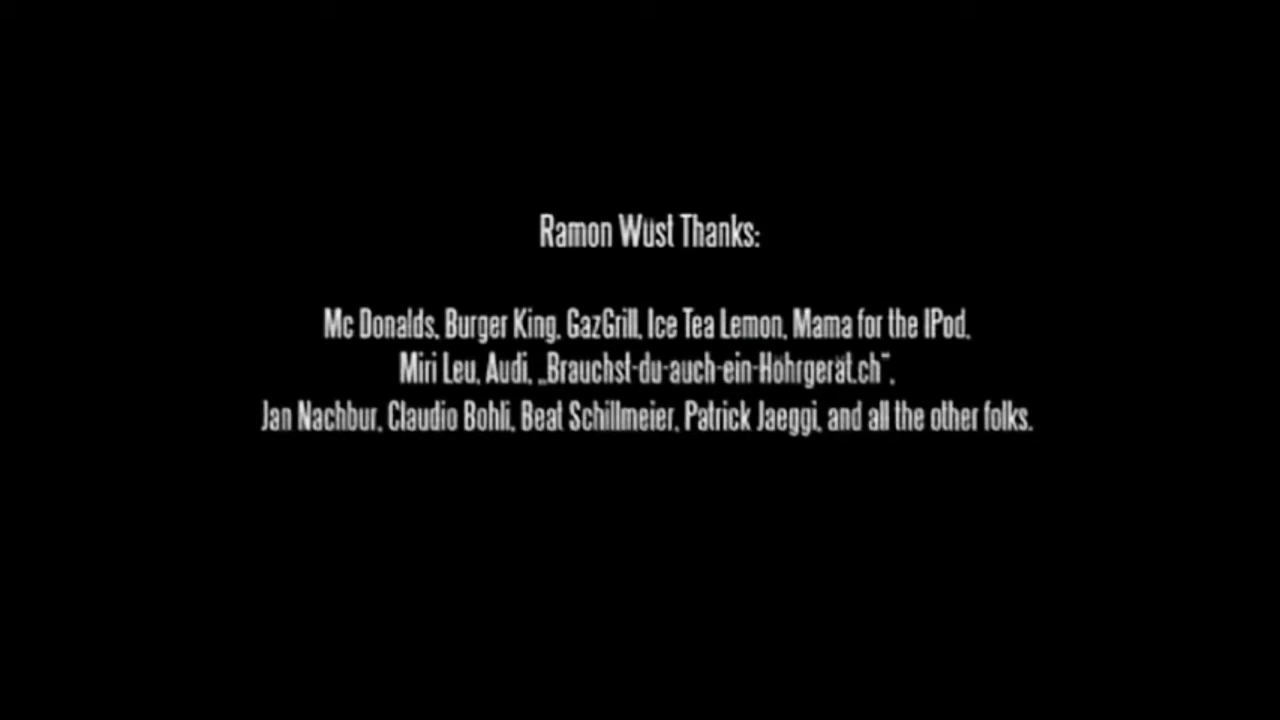 Ramon Wüst Thanks:
Mc Donalds, Burger King, GazGrill, Ice Tea Lemon, Mama for the IPod,
Miri Leu, Audi, „Brauchst-du-auch-ein-Höhrgerät.ch“,
Jan Nachbur, Claudio Bohli, Beat Schillmeier, Patrick Jaeggi, and all the other folks.